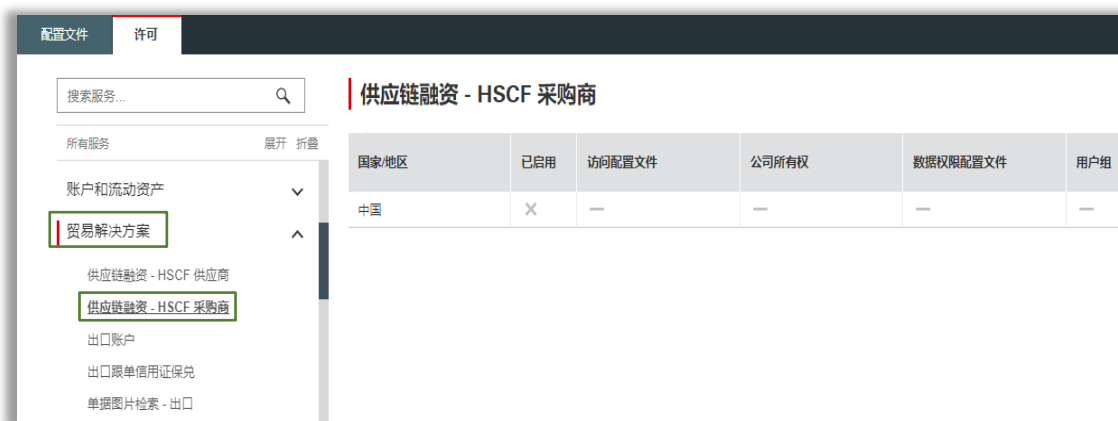 配置文件 许可
搜索服务...
所有服务 展开 折叠
账户和流动资产
贸易解决方案
供应链融资 - HSCF 供应商
供应链融资 - HSCF 采购商
出口账户
出口跟单信用证保兑
单据图片检索 - 出口
供应链融资 - HSCF 采购商
国家/地区 已启用 访问配置文件 公司所有权 数据权限配置文件 用户组
中国 X — — — —